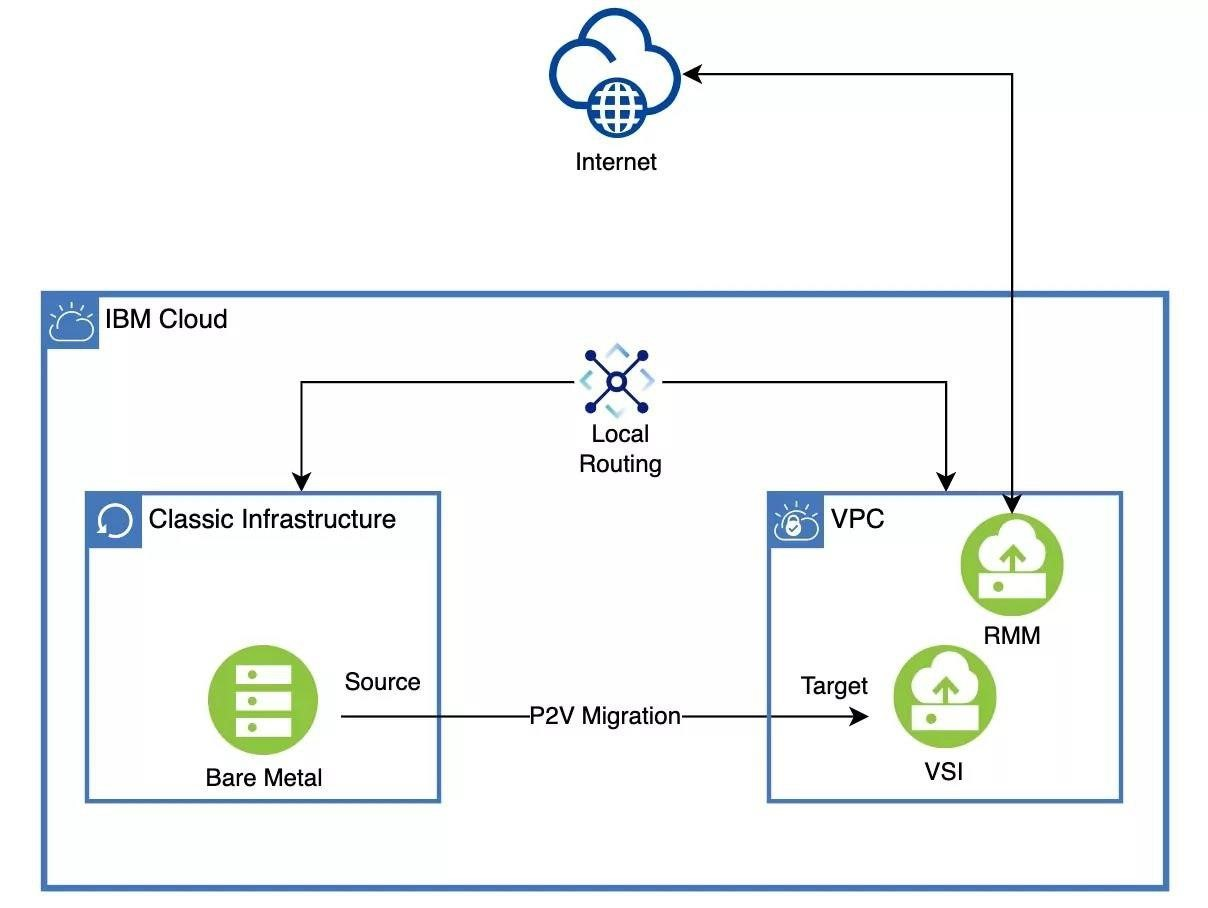 Internet
IBM Cloud
Local
Routing
Classic Infrastructure
VPC
RMM
Source
Target
P2V Migration
Bare Metal
VSI